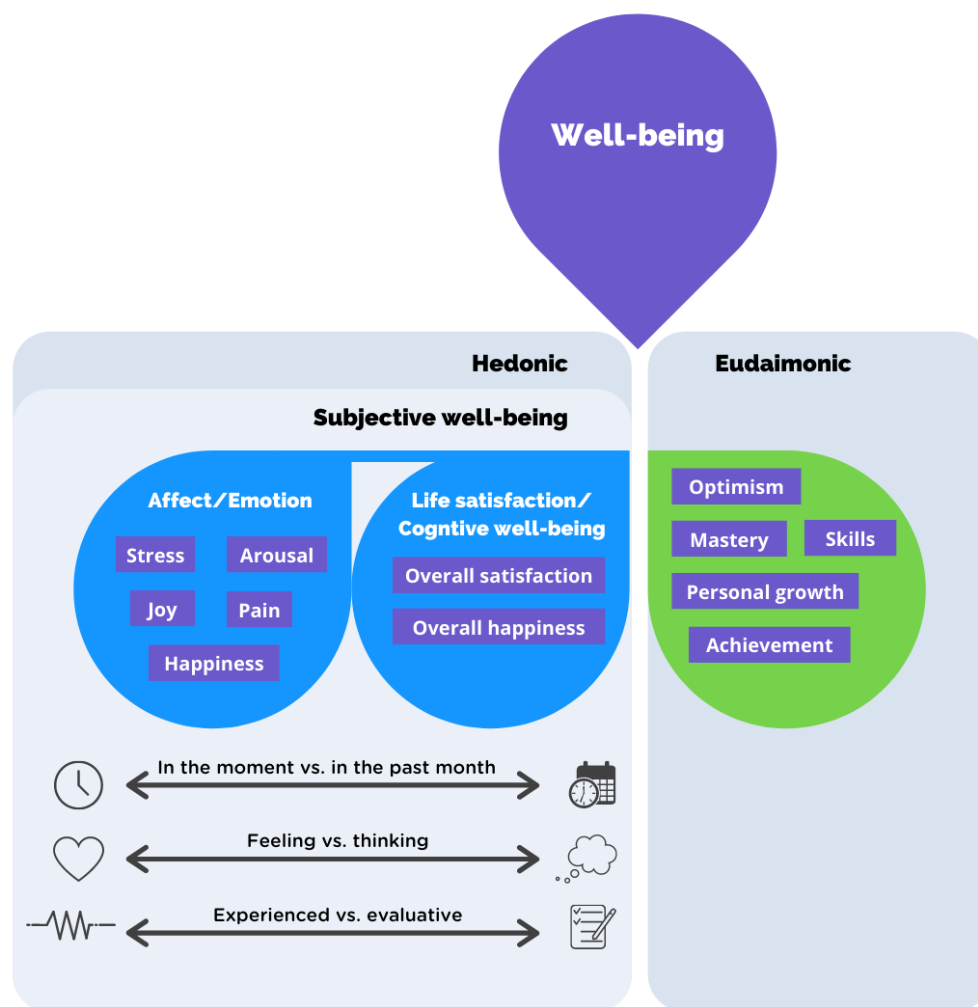 Well-being
Hedonic
Eudaimonic
Subjective well-being
Affect/Emotion
Stress
Arousal
Joy
Pain
Happiness
Life satisfaction/
Cogntive well-being
Overall satisfaction
Overall happiness
Optimism
Mastery
Skills
Personal growth
Achievement
In the moment vs. in the past month
Feeling vs. thinking
Experienced vs. evaluative